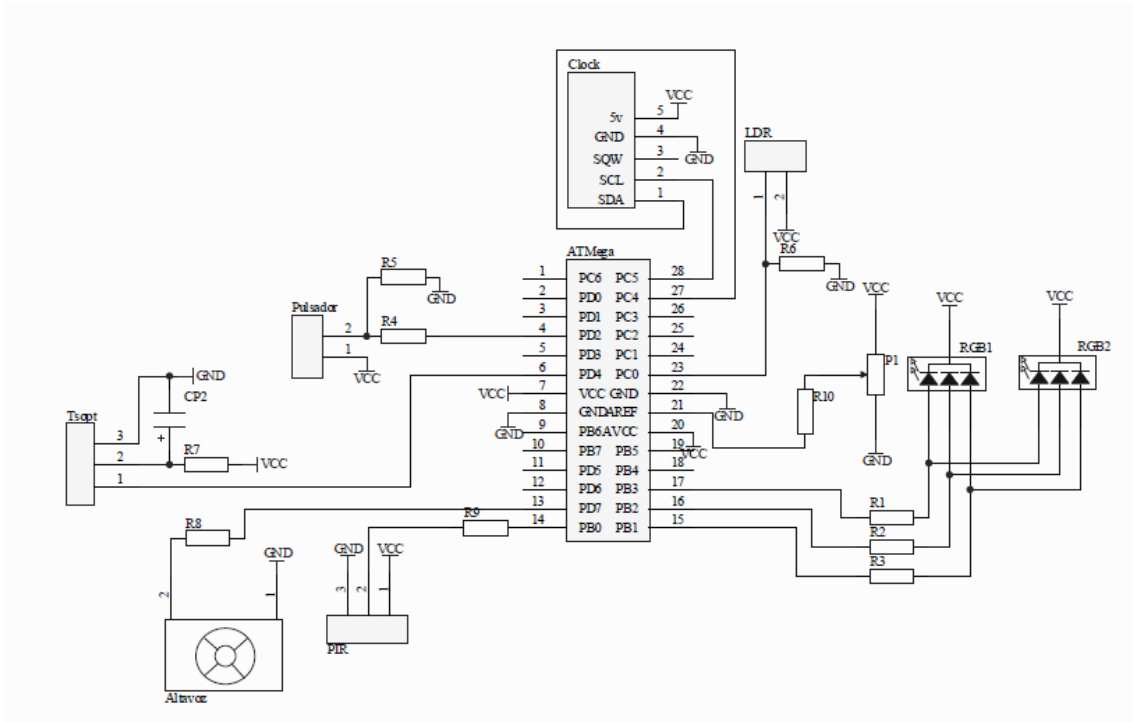 Clock
VCC
5v 5
GND 4
GND
SQW 3
SCL 2
SDA 1
LDR
1 2
VCC
R6
GND
ATMega
1 PC6 PC5 28
2 PD0 PC4 27
3 PD1 PC3 26
4 PD2 PC2 25
5 PD3 PC1 24
6 PD4 PC0 23
VCC 7 VCC GND 22
GND
8 GND AREF 21
GND
9 PB6 AVCC 20
VCC
10 PB7 PB5 19
11 PD5 PB4 18
12 PD6 PB3 17
13 PD7 PB2 16
14 PB0 PB1 15
R5
GND
Pulsador
2
R4
1
VCC
GND
CP2
+
Tsopt
3
2
R7
VCC
1
R8
GND
2 1
Altavoz
R9
GND VCC
3 2 1
PIR
VCC
P1
R10
GND
VCC
RGB1
VCC
RGB2
R1
R2
R3